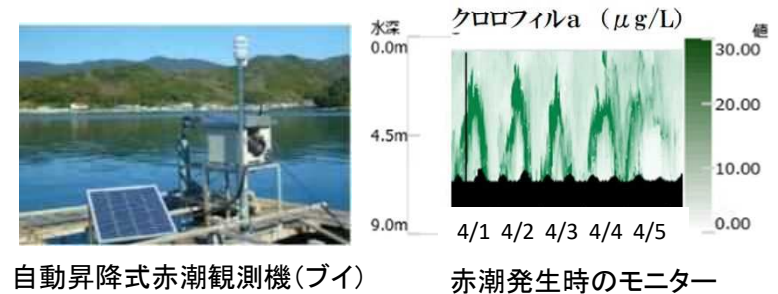 水深
0.0m
4.5m
9.0m
クロロフィルa （μg/L）
値
30.00
20.00
10.00
0.00
4/1 4/2 4/3 4/4 4/5
自動昇降式赤潮観測機（ブイ）
赤潮発生時のモニター